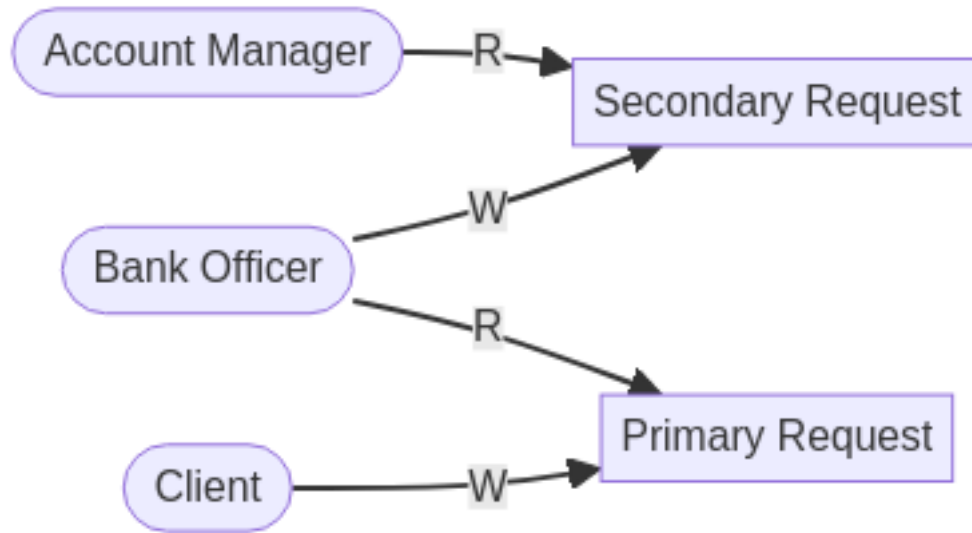 Account Manager
R
Secondary Request
W
Bank Officer
R
Primary Request
Client
W